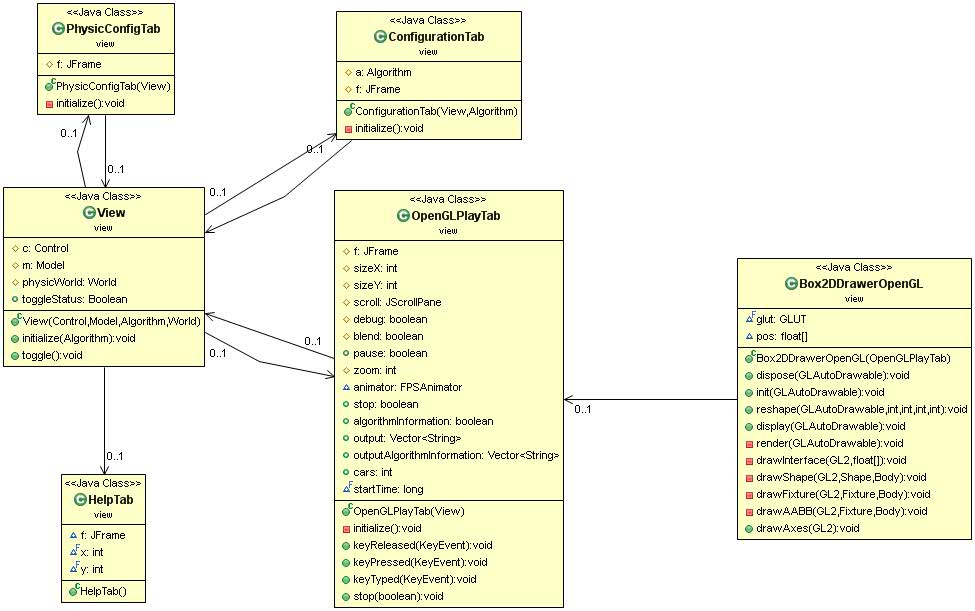 <<Java Class>>
PhysicConfigTab
view
f: JFrame
PhysicConfigTab(View)
initialize():void
<<Java Class>>
ConfigurationTab
view
a: Algorithm
f: JFrame
ConfigurationTab(View,Algorithm)
initialize():void
0..1
0..1
0..1
0..1
<<Java Class>>
View
view
c: Control
m: Model
physicWorld: World
toggleStatus: Boolean
View(Control,Model,Algorithm,World)
initialize(Algorithm):void
toggle():void
0..1
0..1
0..1
<<Java Class>>
OpenGLPlayTab
view
f: JFrame
sizeX: int
sizeY: int
scroll: JScrollPane
debug: boolean
blend: boolean
pause: boolean
zoom: int
animator: FPSAnimator
stop: boolean
algorithmInformation: boolean
output: Vector<String>
outputAlgorithmInformation: Vector<String>
cars: int
startTime: long
OpenGLPlayTab(View)
initialize():void
keyReleased(KeyEvent):void
keyPressed(KeyEvent):void
keyTyped(KeyEvent):void
stop(boolean):void
0..1
<<Java Class>>
Box2DDrawerOpenGL
view
glut: GLUT
pos: float[]
Box2DDrawerOpenGL(OpenGLPlayTab)
dispose(GLAutoDrawable):void
init(GLAutoDrawable):void
reshape(GLAutoDrawable,int,int,int,int):void
display(GLAutoDrawable):void
render(GLAutoDrawable):void
drawInterface(GL2,float[]):void
drawShape(GL2,Shape,Body):void
drawFixture(GL2,Fixture,Body):void
drawAABB(GL2,Fixture,Body):void
drawAxes(GL2):void
<<Java Class>>
HelpTab
view
f: JFrame
x: int
y: int
HelpTab()